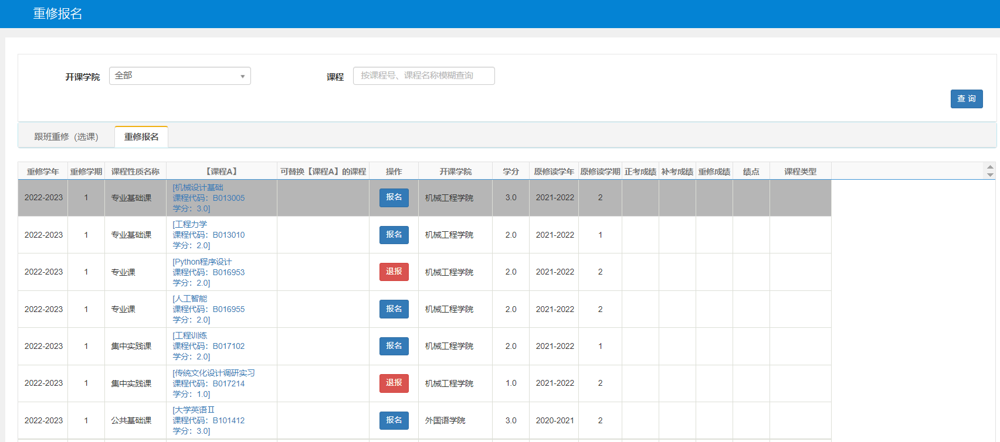 重修报名
开课学院 全部 课程 按课程号、课程名称模糊查询
查 询
跟班重修（选课） 重修报名
重修学年 重修学期 课程性质名称 【课程A】 可替换【课程A】的课程 操作 开课学院 学分 原修读学年 原修读学期 正考成绩 补考成绩 重修成绩 绩点 课程类型
2022-2023 1 专业基础课 [机械设计基础
课程代码：B013005
学分：3.0] 报名 机械工程学院 3.0 2021-2022 2
2022-2023 1 专业基础课 [工程力学
课程代码：B013010
学分：2.0] 报名 机械工程学院 2.0 2021-2022 1
2022-2023 1 专业课 [Python程序设计
课程代码：B016953
学分：2.0] 退报 机械工程学院 2.0 2021-2022 2
2022-2023 1 专业课 [人工智能
课程代码：B016955
学分：2.0] 报名 机械工程学院 2.0 2021-2022 2
2022-2023 1 集中实践课 [工程训练
课程代码：B017102
学分：2.0] 报名 机械工程学院 2.0 2021-2022 1
2022-2023 1 集中实践课 [传统文化设计调研实习
课程代码：B017214
学分：1.0] 退报 机械工程学院 1.0 2021-2022 2
2022-2023 1 公共基础课 [大学英语Ⅱ
课程代码：B101412
学分：3.0] 报名 外国语学院 3.0 2020-2021 2